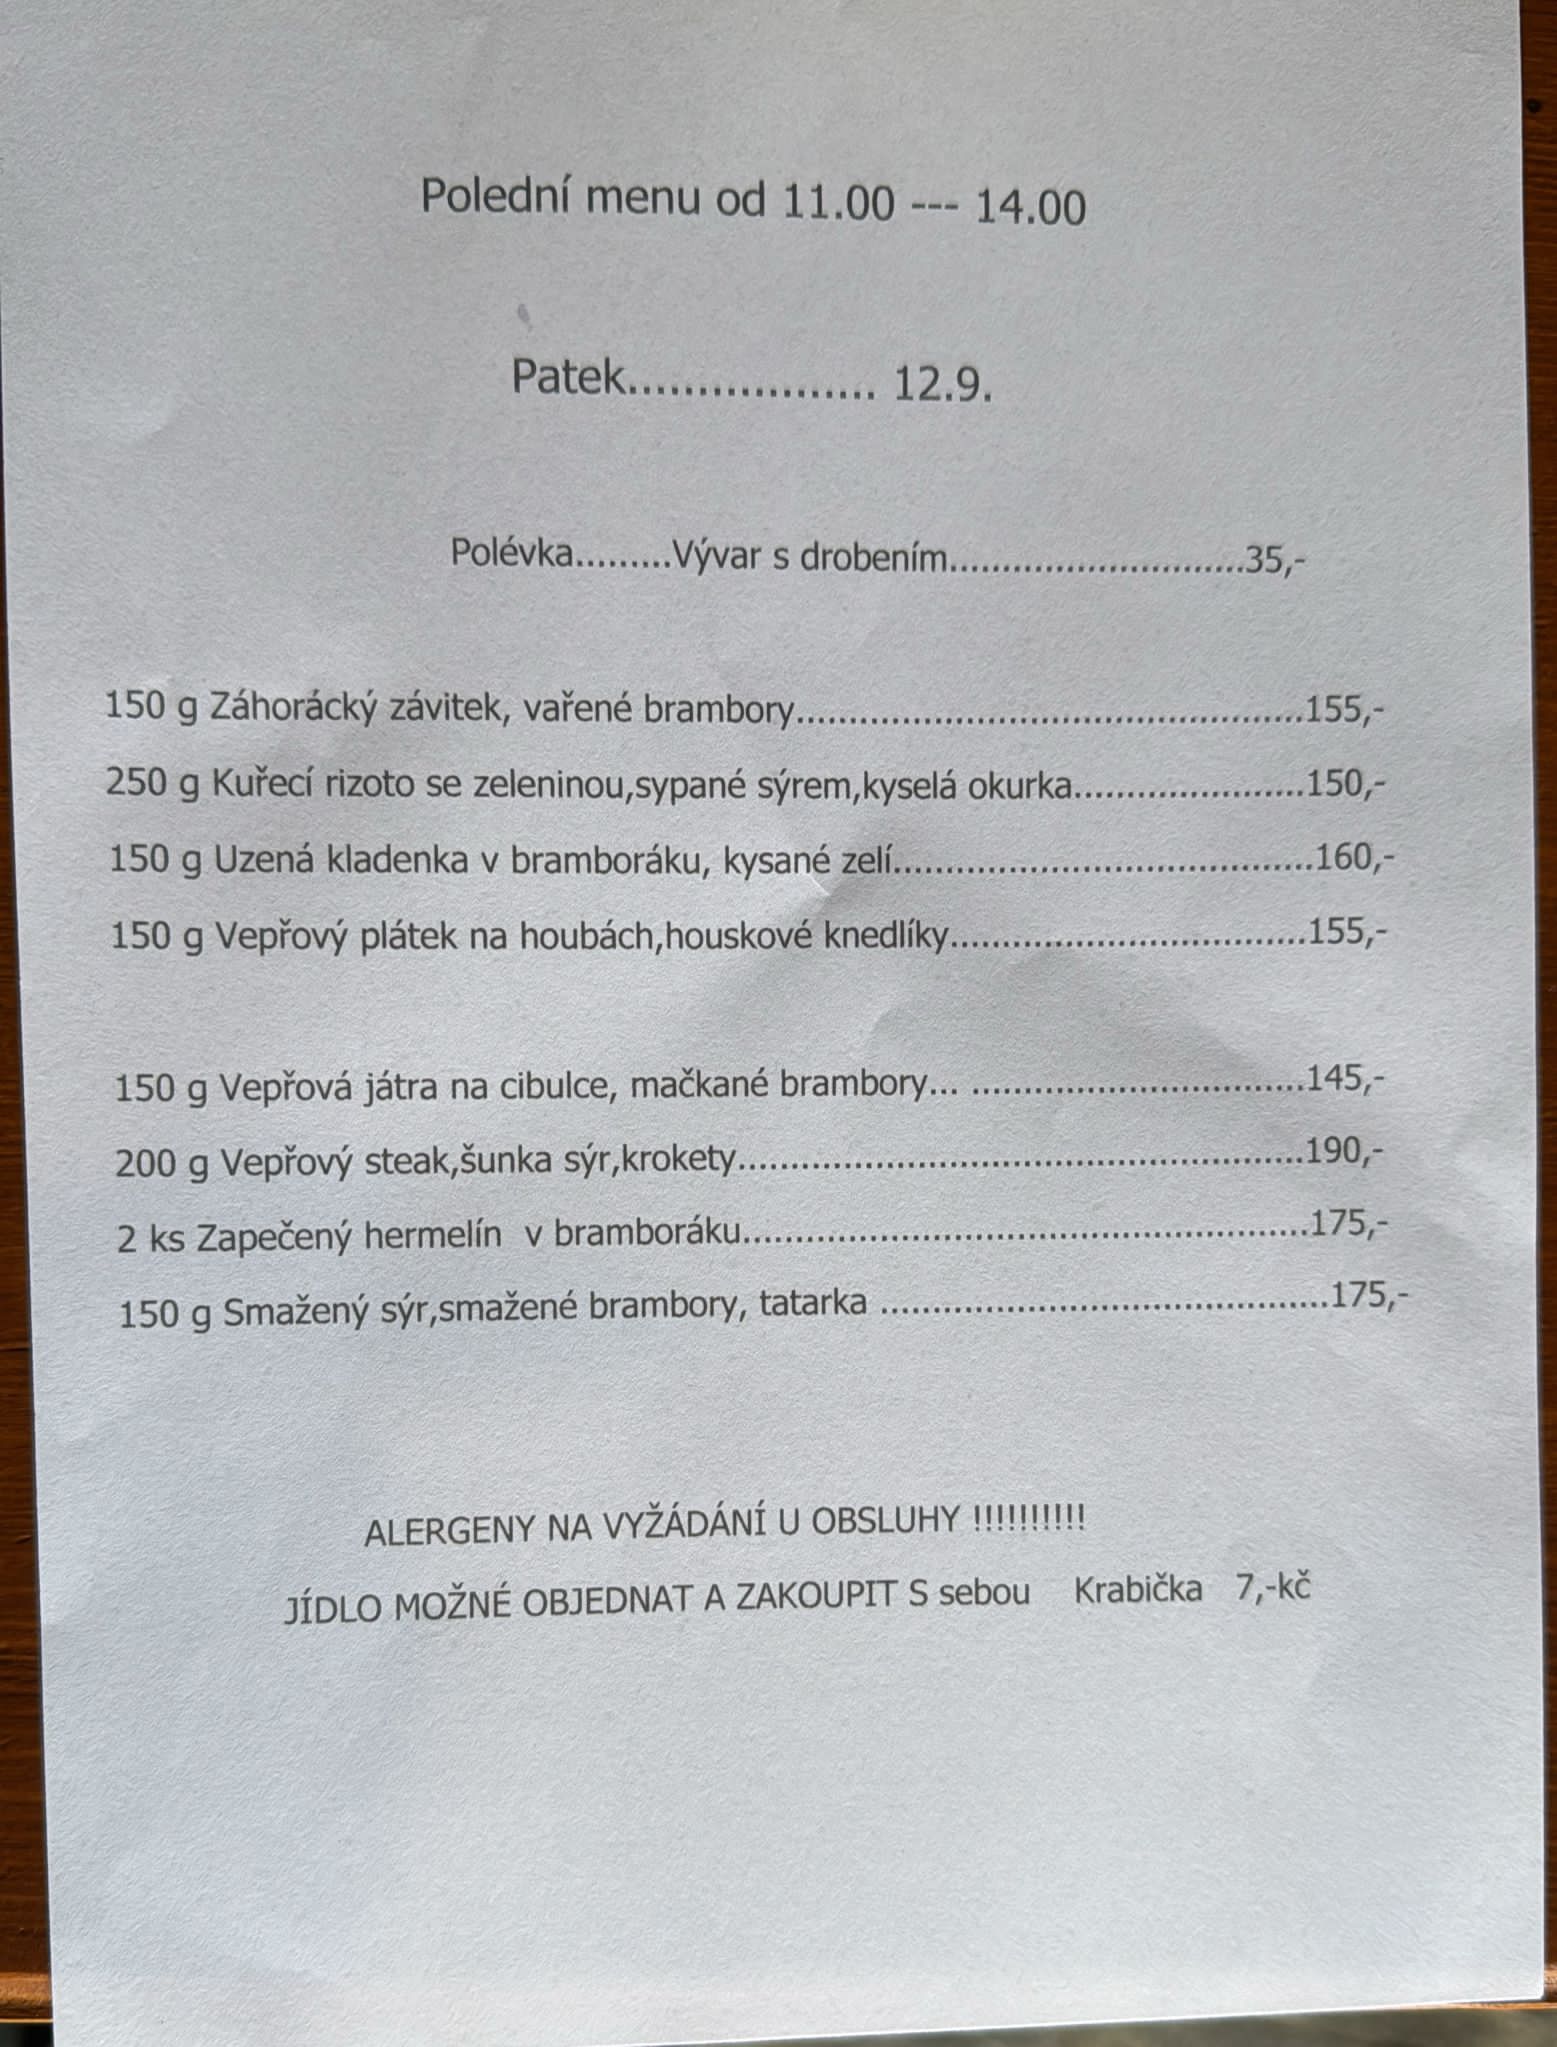 Polední menu od 11.00 --- 14.00
Patek.................. 12.9.
Polévka.........Vývar s drobením............................35,-
150 g Záhorácký závitek, vařené brambory................................................155,-
250 g Kuřecí rizoto se zeleninou,sypané sýrem,kyselá okurka......................150,-
150 g Uzená kladenka v bramboráku, kysané zelí........................................160,-
150 g Vepřový plátek na houbách,houskové knedlíky..................................155,-
150 g Vepřová játra na cibulce, mačkané brambory... ................................145,-
200 g Vepřový steak,šunka sýr,krokety......................................................190,-
2 ks Zapečený hermelín  v bramboráku......................................................175,-
150 g Smažený sýr,smažené brambory, tatarka ...........................................175,-
ALERGENY NA VYŽÁDÁNÍ U OBSLUHY !!!!!!!!!!
JÍDLO MOŽNÉ OBJEDNAT A ZAKOUPIT S sebou    Krabička   7,-kč